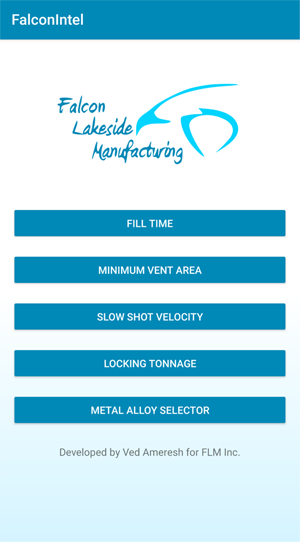 FalconIntel
Falcon
Lakeside
Manufacturing
FILL TIME
MINIMUM VENT AREA
SLOW SHOT VELOCITY
LOCKING TONNAGE
METAL ALLOY SELECTOR
Developed by Ved Ameresh for FLM Inc.